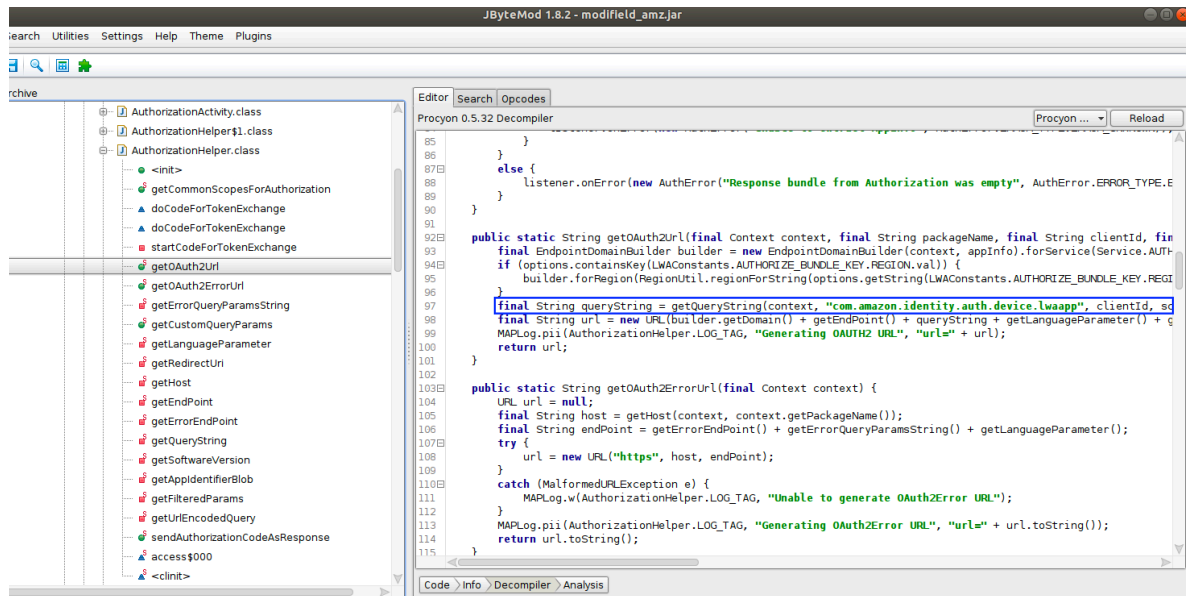 JByteMod 1.8.2 - modifield_amz.jar
Search Utilities Settings Help Theme Plugins
Editor Search Opcodes
Procyon 0.5.32 Decompiler Procyon ... Reload
AuthorizationActivity.class
AuthorizationHelper$1.class
AuthorizationHelper.class
<init>
getCommonScopesForAuthorization
doCodeForTokenExchange
doCodeForTokenExchange
startCodeForTokenExchange
getOAuth2Url
getOAuth2ErrorUrl
getErrorQueryParamsString
getCustomQueryParams
getLanguageParameter
getRedirectUri
getHost
getEndPoint
getErrorEndPoint
getQueryString
getSoftwareVersion
getAppIdentifierBlob
getFilteredParams
getUrlEncodedQuery
sendAuthorizationCodeAsResponse
access$000
<clinit>
85 }
86 }
87 else {
88 listener.onError(new AuthError("Response bundle from Authorization was empty", AuthError.ERROR_TYPE.E
89 }
90 }
91
92 public static String getOAuth2Url(final Context context, final String packageName, final String clientId, fin
93 final EndpointDomainBuilder builder = new EndpointDomainBuilder(context, appInfo).forService(Service.AUTH
94 if (options.containsKey(LWAConstants.AUTHORIZE_BUNDLE_KEY.REGION.val)) {
95 builder.forRegion(RegionUtil.regionForString(options.getString(LWAConstants.AUTHORIZE_BUNDLE_KEY.REGI
96 }
97 final String queryString = getQueryString(context, "com.amazon.identity.auth.device.lwaapp", clientId, sc
98 final String url = new URL(builder.getDomain() + getEndPoint() + queryString + getLanguageParameter() + g
99 MAPLog.pii(AuthorizationHelper.LOG_TAG, "Generating OAUTH2 URL", "url=" + url);
100 return url;
101 }
102
103 public static String getOAuth2ErrorUrl(final Context context) {
104 URL url = null;
105 final String host = getHost(context, context.getPackageName());
106 final String endPoint = getErrorEndPoint() + getErrorQueryParamsString() + getLanguageParameter();
107 try {
108 url = new URL("https", host, endPoint);
109 }
110 catch (MalformedURLException e) {
111 MAPLog.w(AuthorizationHelper.LOG_TAG, "Unable to generate OAuth2Error URL");
112 }
113 MAPLog.pii(AuthorizationHelper.LOG_TAG, "Generating OAUth2Error URL", "url=" + url.toString());
114 return url.toString();
115 }
Code Info Decompiler Analysis